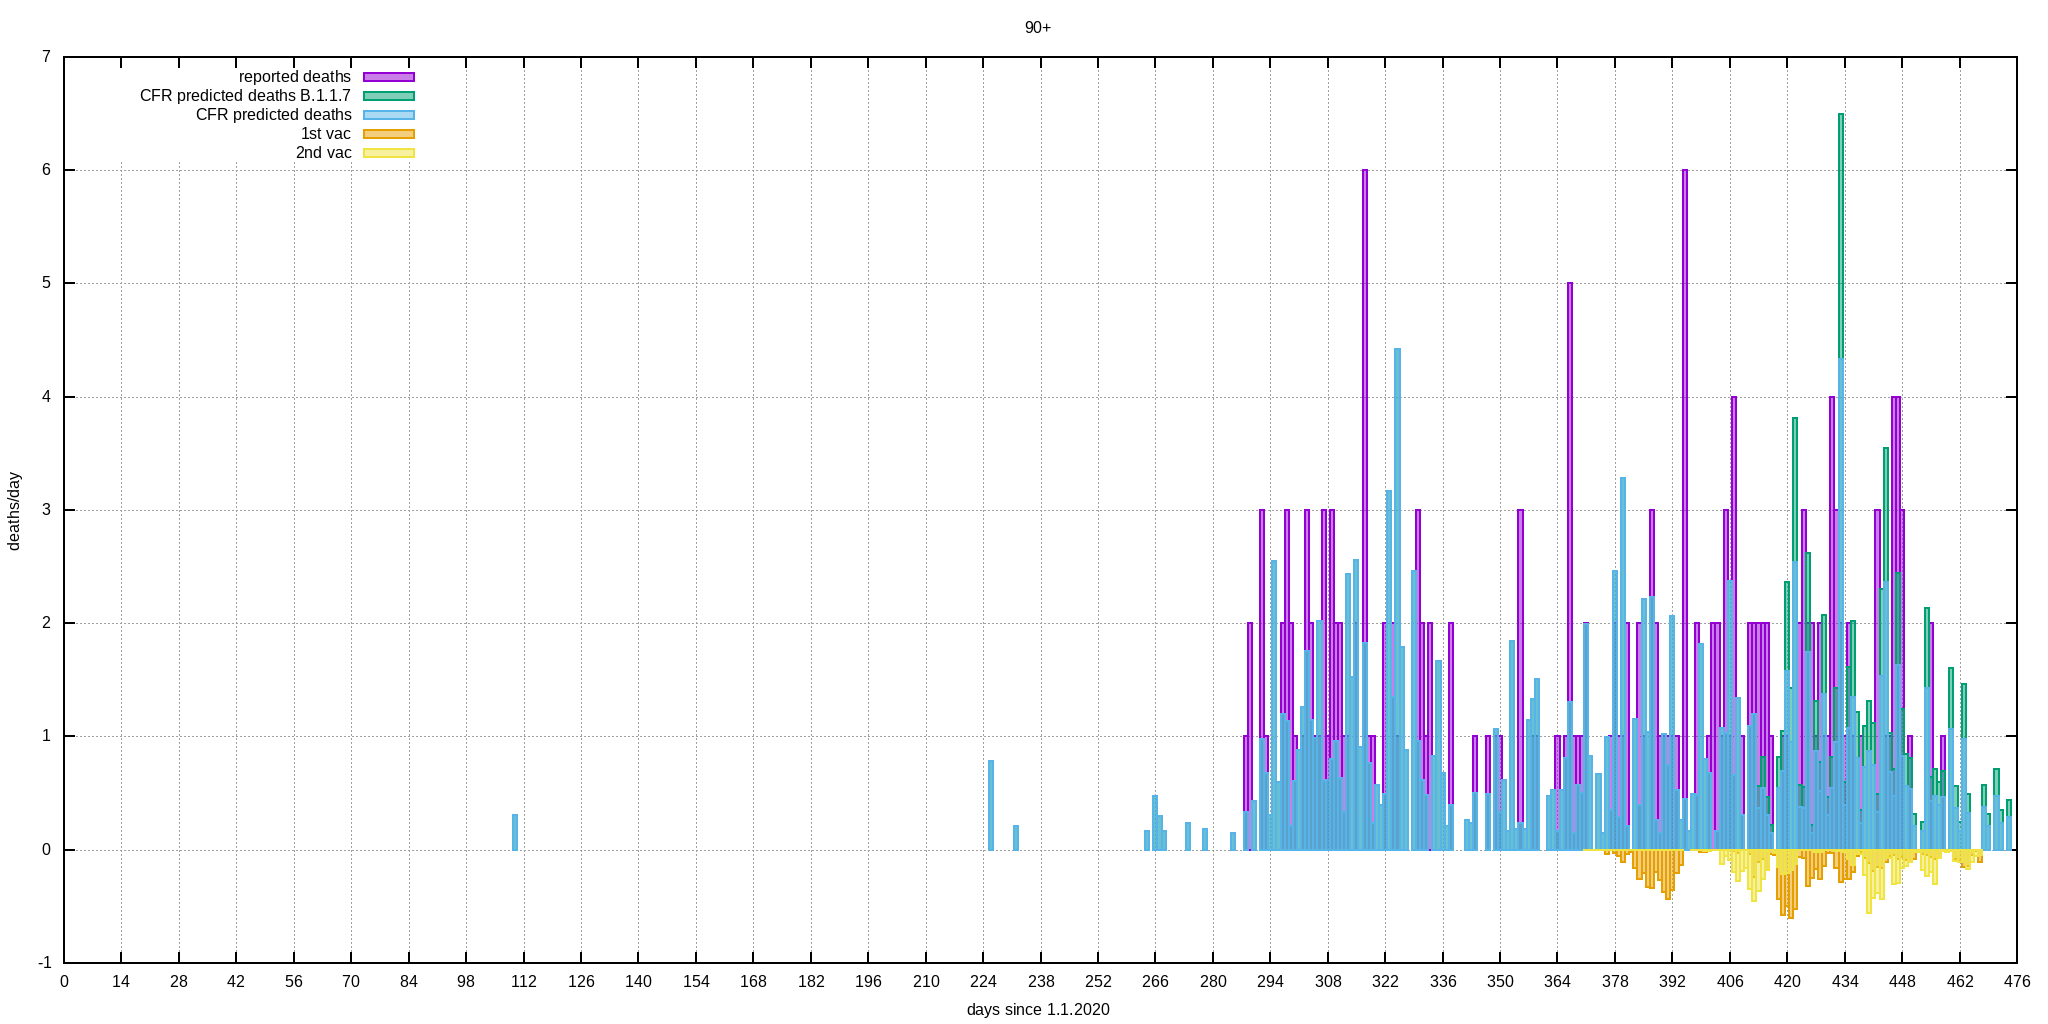 90+
7
6
5
4
3
2
1
0
-1
deaths/day
reported deaths
CFR predicted deaths B.1.1.7
CFR predicted deaths
1st vac
2nd vac
0 14 28 42 56 70 84 98 112 126 140 154 168 182 196 210 224 238 252 266 280 294 308 322 336 350 364 378 392 406 420 434 448 462 476
days since 1.1.2020